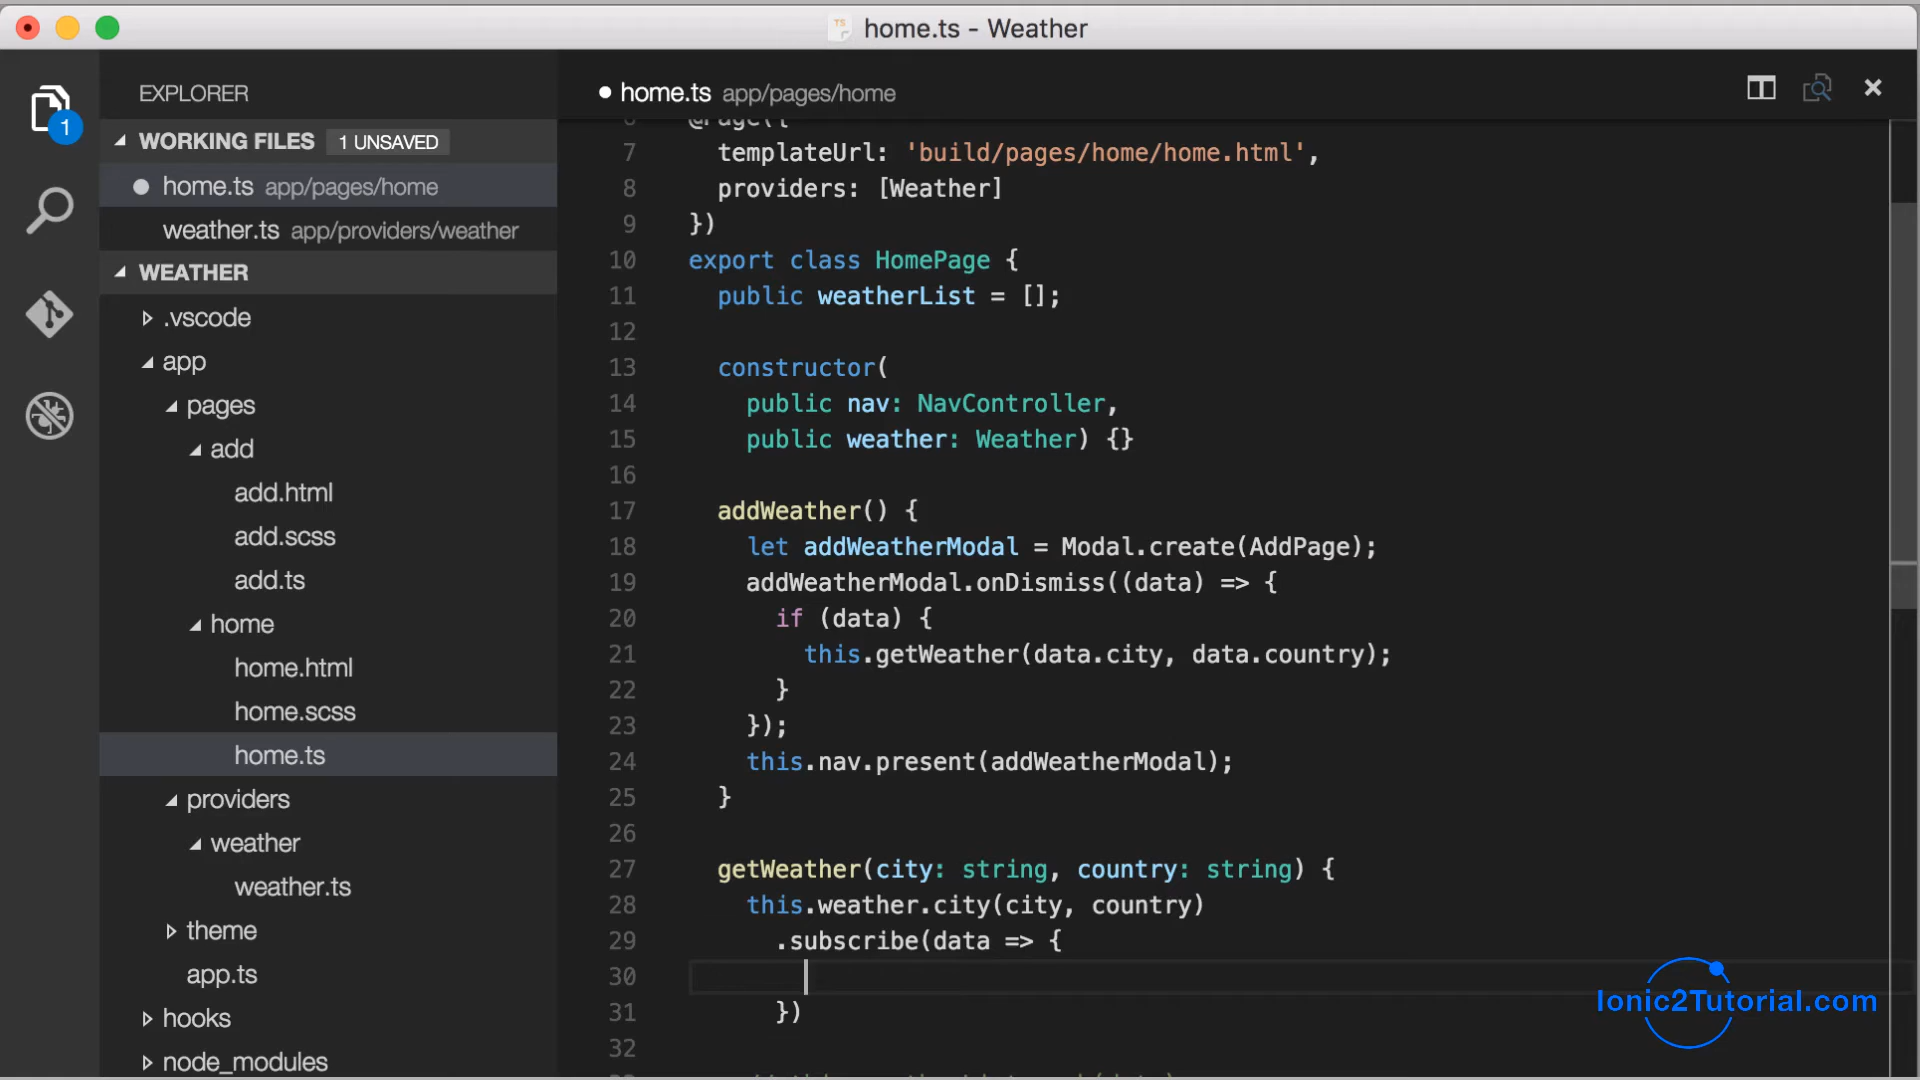 home.ts - Weather
EXPLORER
WORKING FILES 1 UNSAVED
home.ts app/pages/home
weather.ts app/providers/weather
WEATHER
.vscode
app
pages
add
add.html
add.scss
add.ts
home
home.html
home.scss
home.ts
providers
weather
weather.ts
theme
app.ts
hooks
node_modules
1
TS
home.ts app/pages/home
@Page({
7 templateUrl: 'build/pages/home/home.html',
8 providers: [Weather]
9 })
10 export class HomePage {
11 public weatherList = [];
12
13 constructor(
14 public nav: NavController,
15 public weather: Weather) {}
16
17 addWeather() {
18 let addWeatherModal = Modal.create(AddPage);
19 addWeatherModal.onDismiss((data) => {
20 if (data) {
21 this.getWeather(data.city, data.country);
22 }
23 });
24 this.nav.present(addWeatherModal);
25 }
26
27 getWeather(city: string, country: string) {
28 this.weather.city(city, country)
29 .subscribe(data => {
30
31 })
32
Ionic2Tutorial.com